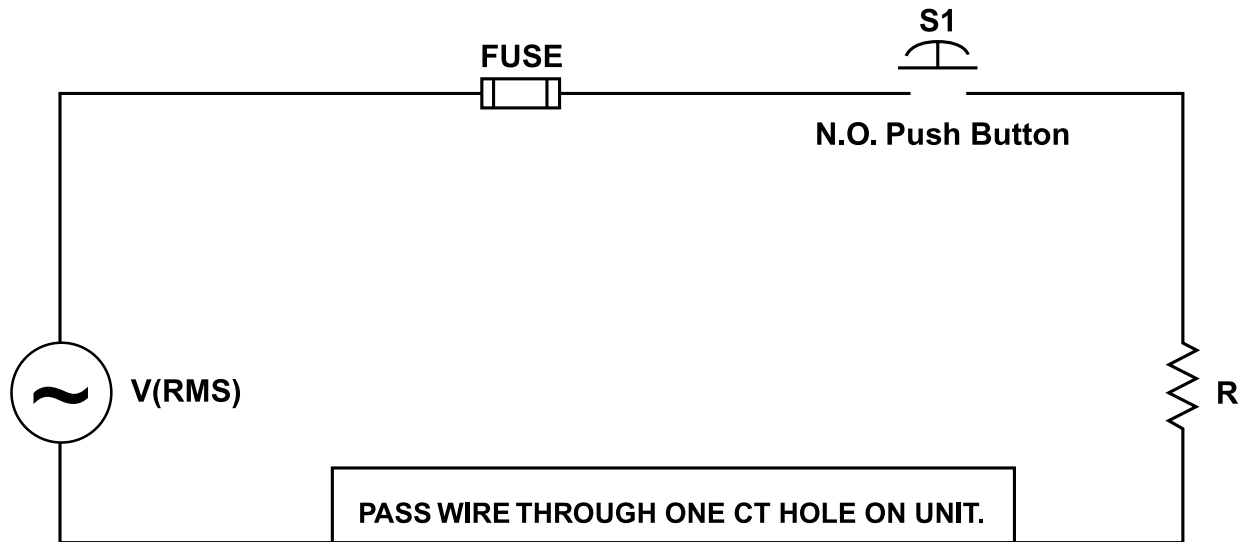 S1
FUSE
N.O. Push Button
V(RMS)
R
PASS WIRE THROUGH ONE CT HOLE ON UNIT.